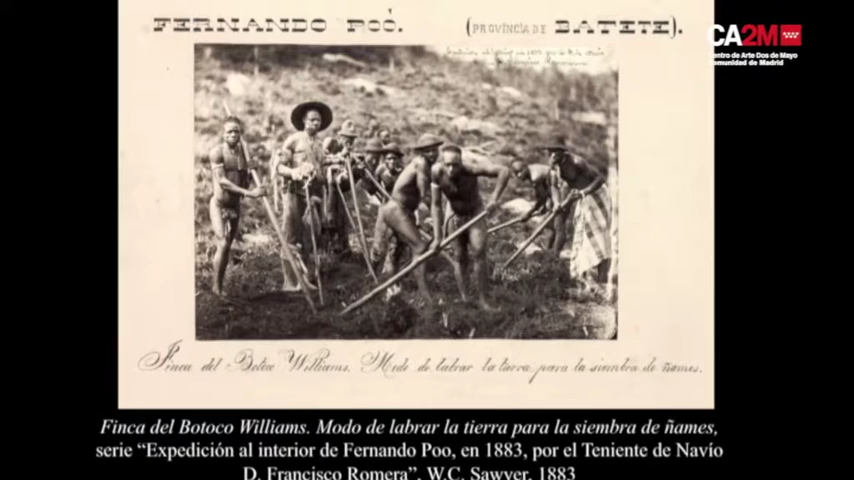 FERNANDO POÓ. (PROVÍNCIA DE BATETE).
CA2M
Centro de Arte Dos de Mayo
Comunidad de Madrid
Finca del Botoco Williams. Modo de labrar la tierra para la siembra de ñames.
Finca del Botoco Williams. Modo de labrar la tierra para la siembra de ñames,
serie “Expedición al interior de Fernando Poo, en 1883, por el Teniente de Navío
D. Francisco Romera”, W.C. Sawyer, 1883